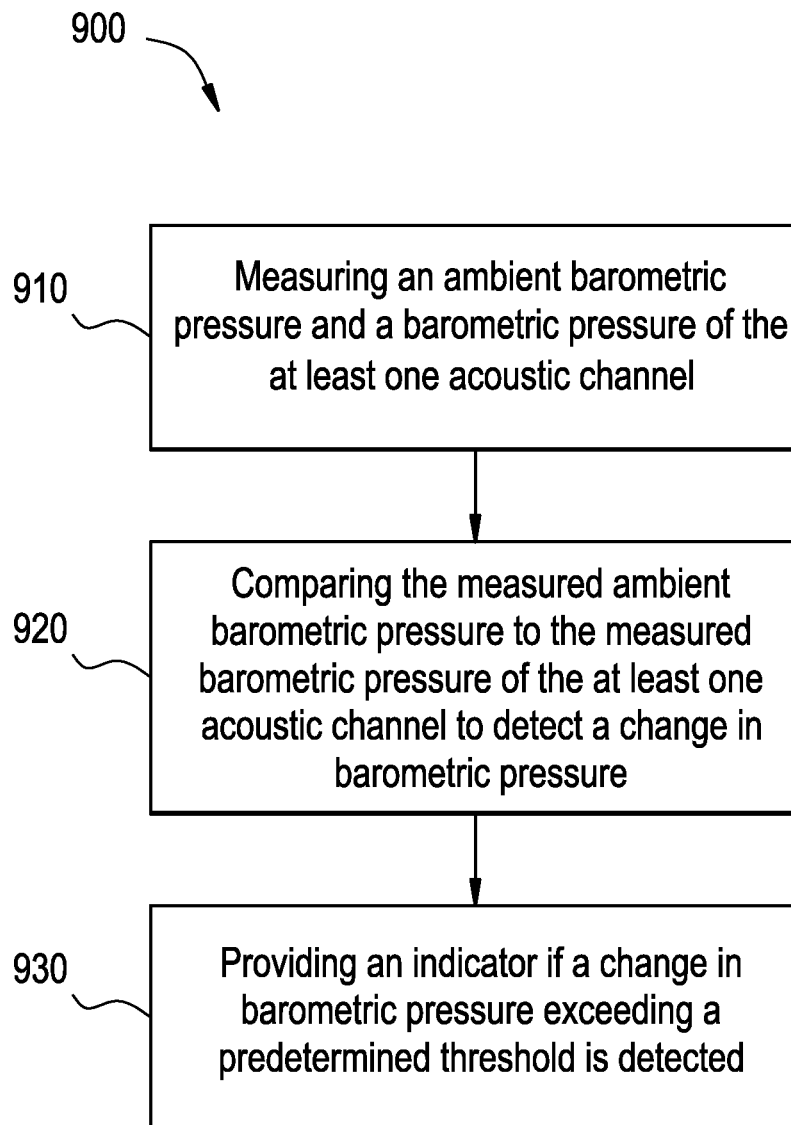 900
910
Measuring an ambient barometric
pressure and a barometric pressure of the
at least one acoustic channel
920
Comparing the measured ambient
barometric pressure to the measured
barometric pressure of the at least one
acoustic channel to detect a change in
barometric pressure
930
Providing an indicator if a change in
barometric pressure exceeding a
predetermined threshold is detected